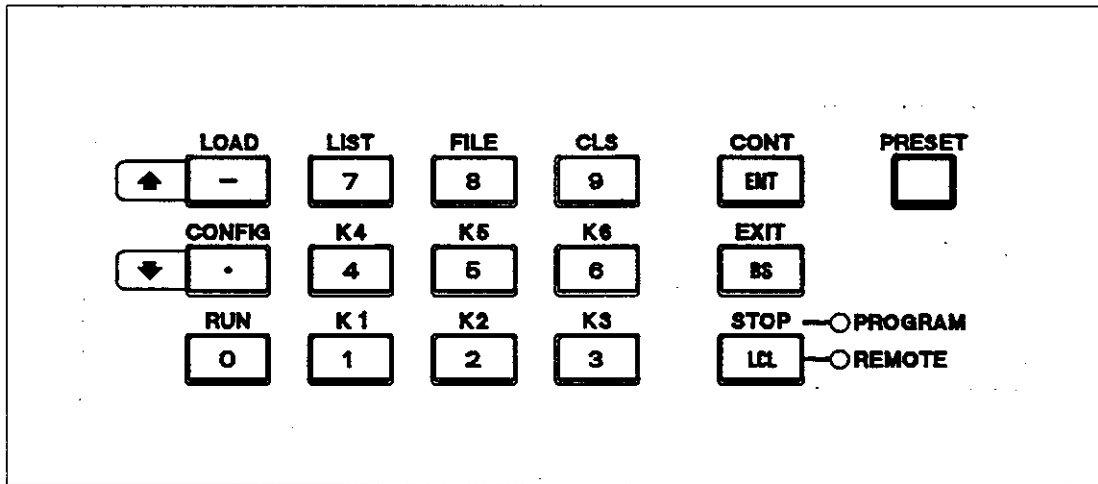 LOAD LIST FILE CLS CONT PRESET
- 7 8 9 ENT
CONFIG K4 K5 K6 EXIT
. 4 5 6 BS
RUN K1 K2 K3 STOP PROGRAM
0 1 2 3 LCL REMOTE